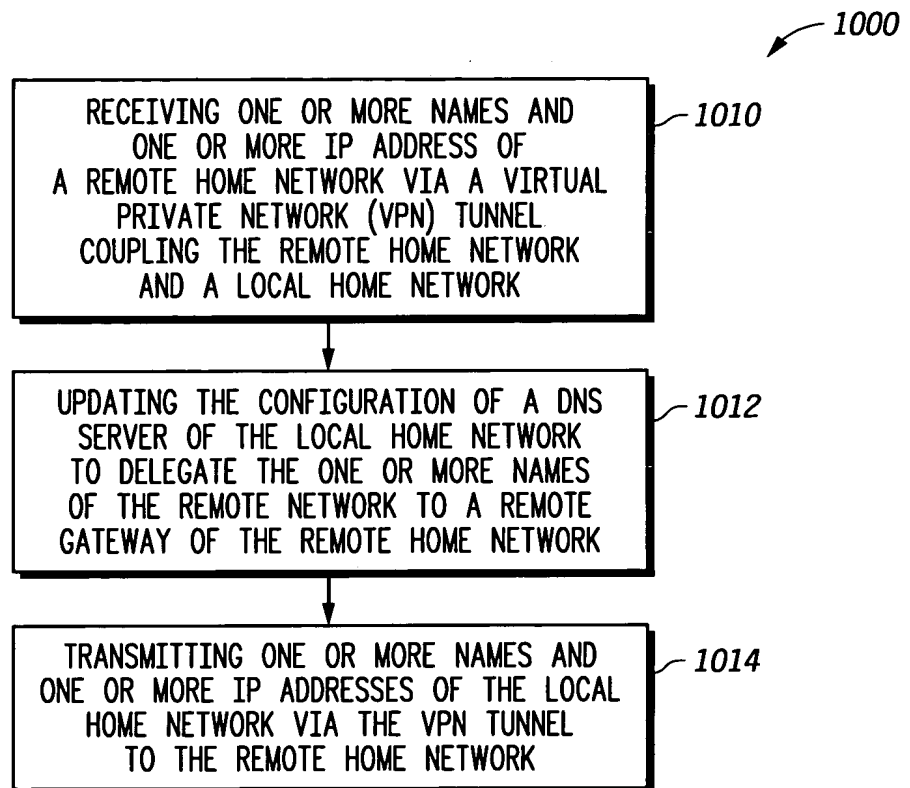 1000
RECEIVING ONE OR MORE NAMES AND
ONE OR MORE IP ADDRESS OF
A REMOTE HOME NETWORK VIA A VIRTUAL
PRIVATE NETWORK (VPN) TUNNEL
COUPLING THE REMOTE HOME NETWORK
AND A LOCAL HOME NETWORK
1010
UPDATING THE CONFIGURATION OF A DNS
SERVER OF THE LOCAL HOME NETWORK
TO DELEGATE THE ONE OR MORE NAMES
OF THE REMOTE NETWORK TO A REMOTE
GATEWAY OF THE REMOTE HOME NETWORK
1012
TRANSMITTING ONE OR MORE NAMES AND
ONE OR MORE IP ADDRESSES OF THE LOCAL
HOME NETWORK VIA THE VPN TUNNEL
TO THE REMOTE HOME NETWORK
1014